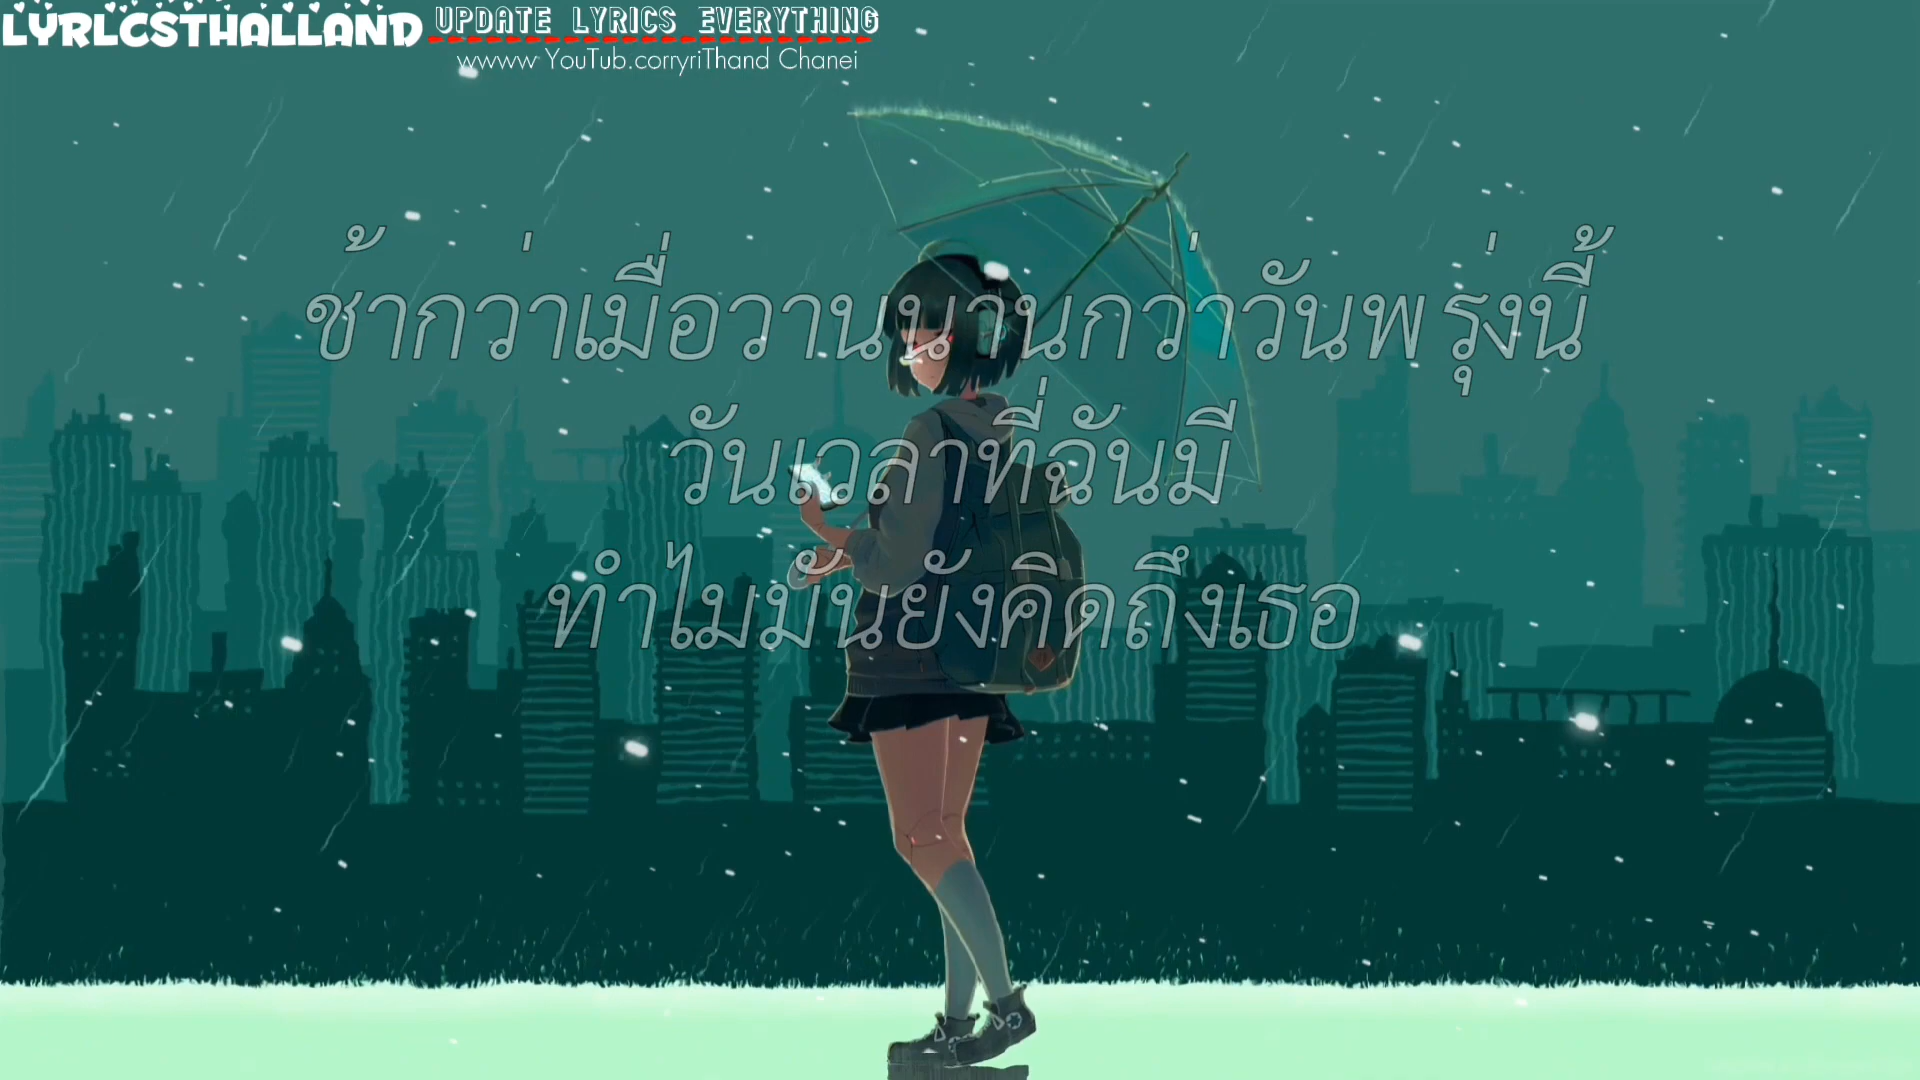 LYRLCSTHALLAND
UPDATE LYRICS EVERYTHING
wwww YouTub.corryriThand Chanei
ช้ากว่าเมื่อวานนานกว่าวันพรุ่งนี้
วันเวลาที่ฉันมี
ทำไมมันยังคิดถึงเธอ